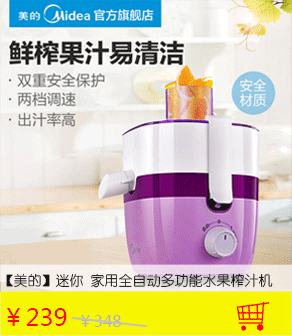 美的 Midea 官方旗舰店
鲜榨果汁易清洁
·双重安全保护
·两档调速
·出汁率高
安全
材质
【美的】迷你 家用全自动多功能水果榨汁机
￥239 ￥348